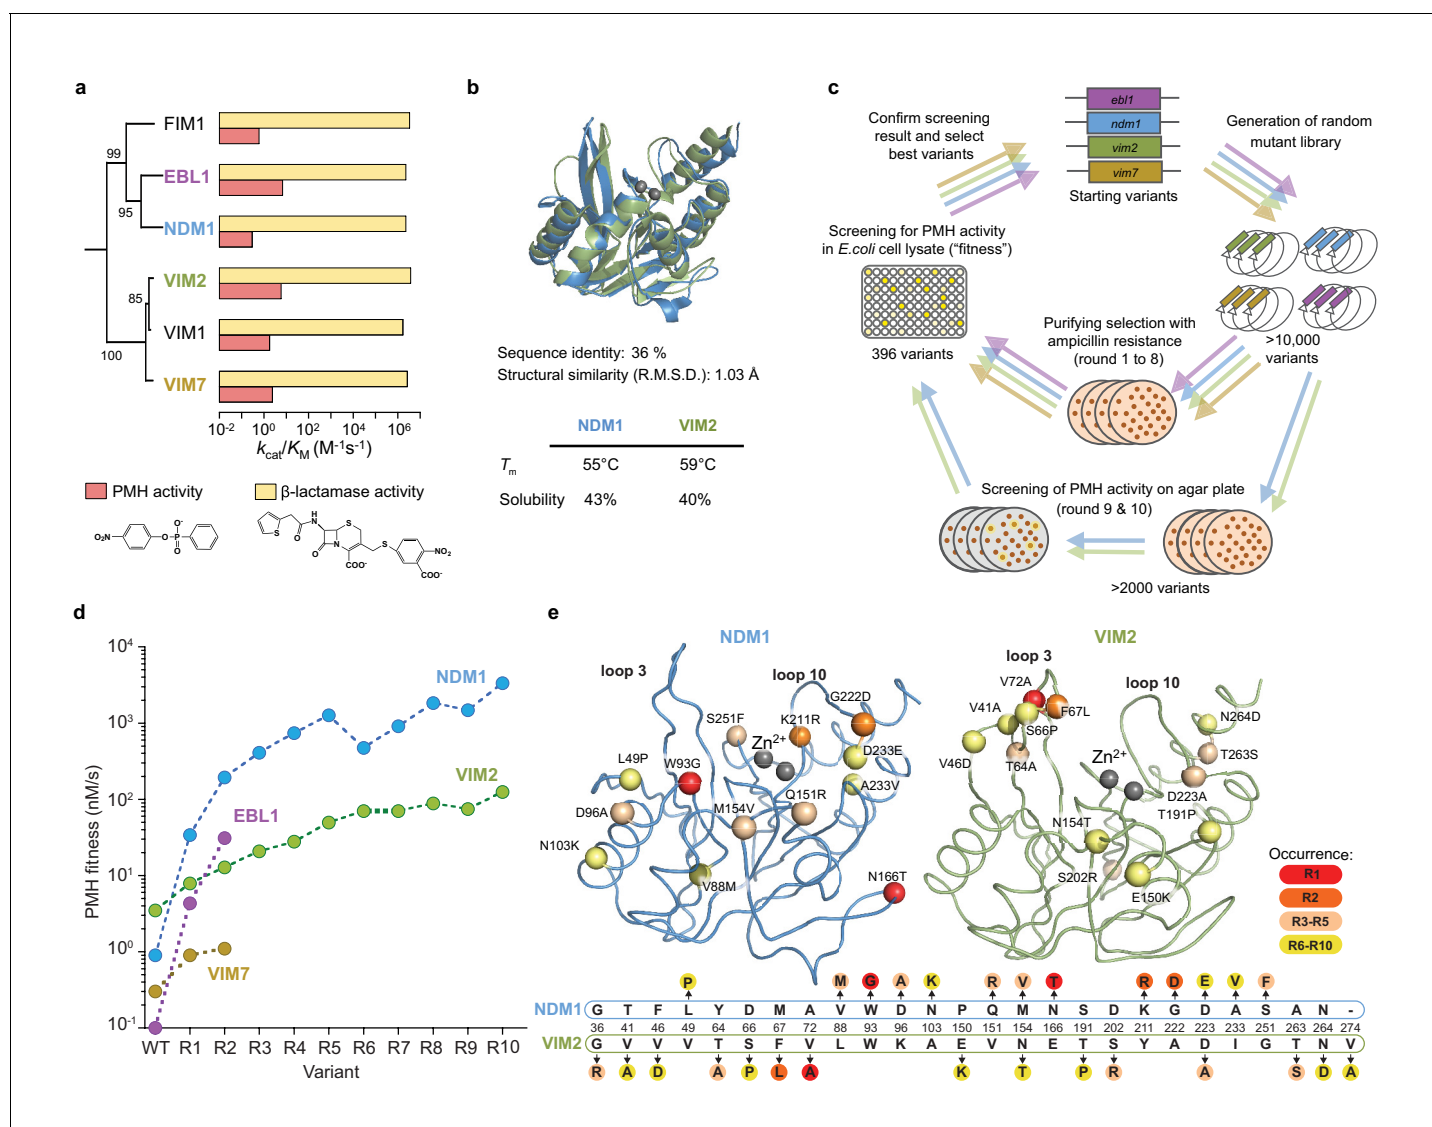 a
FIM1
EBL1
NDM1
VIM2
VIM1
VIM7
99
95
85
100
10-2
100
102
104
106
kcat/KM (M-1s-1)
PMH activity
β-lactamase activity
O2N
O
P
O-
O
S
H
N
O
S
N
O
COO-
S
NO2
COO-
b
Sequence identity: 36 %
Structural similarity (R.M.S.D.): 1.03 Å
NDM1 VIM2
Tm 55°C 59°C
Solubility 43% 40%
c
Confirm screening
result and select
best variants
ebl1
ndm1
vim2
vim7
Starting variants
Generation of random
mutant library
Screening for PMH activity
in E.coli cell lysate (“fitness”)
396 variants
Purifying selection with
ampicillin resistance
(round 1 to 8)
>10,000
variants
Screening of PMH activity on agar plate
(round 9 & 10)
>2000 variants
d
PMH fitness (nM/s)
104
103
102
101
100
10-1
NDM1
VIM2
EBL1
VIM7
WT R1 R2 R3 R4 R5 R6 R7 R8 R9 R10
Variant
e
NDM1
loop 3
loop 10
G222D
S251F
K211R
Zn2+
D233E
L49P
W93G
A233V
D96A
M154V
Q151R
N103K
V88M
N166T
VIM2
loop 3
V72A
loop 10
V41A
F67L
S66P
N264D
V46D
T64A
Zn2+
T263S
D223A
N154T
T191P
S202R
E150K
Occurrence:
R1
R2
R3-R5
R6-R10
P M G A K R V T R D E V F
NDM1 G T F L Y D M A V W D N P Q M N S D K G D A S A N -
36 41 46 49 64 66 67 72 88 93 96 103 150 151 154 166 191 202 211 222 223 233 251 263 264 274
VIM2 G V V V T S F V L W K A E V N E T S Y A D I G T N V
R A D A P L A K T P R A S D A